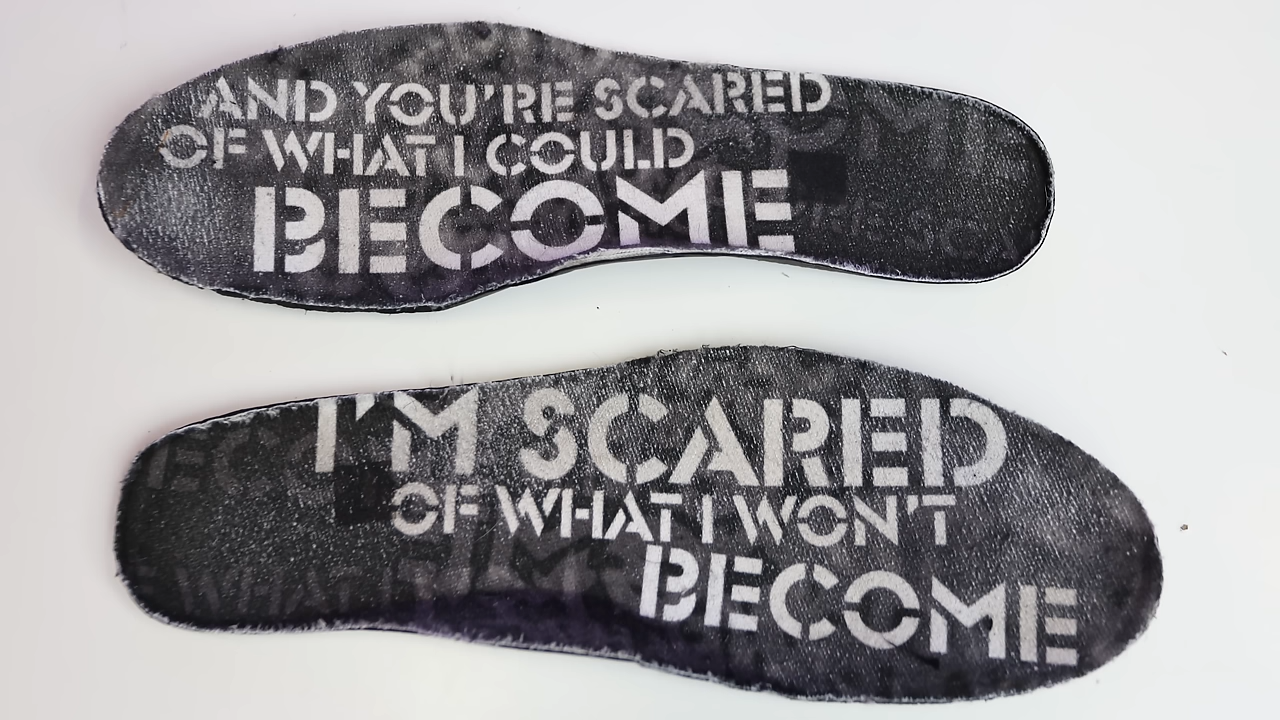 AND YOU'RE SCARED
OF WHAT I COULD
BECOME
I'M SCARED
OF WHAT I WON'T
BECOME